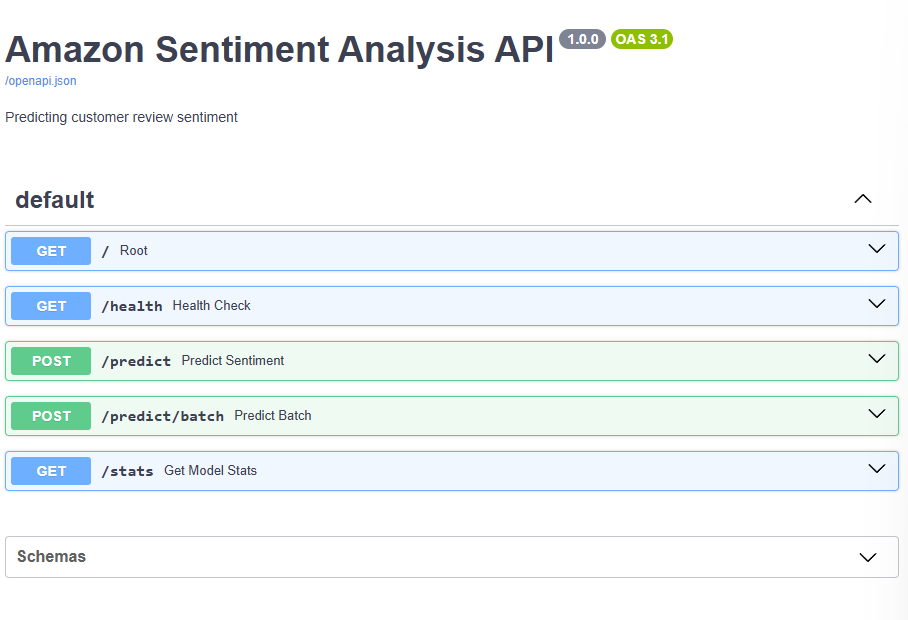 Amazon Sentiment Analysis API 1.0.0 OAS 3.1
/openapi.json
Predicting customer review sentiment
default
GET / Root
GET /health Health Check
POST /predict Predict Sentiment
POST /predict/batch Predict Batch
GET /stats Get Model Stats
Schemas